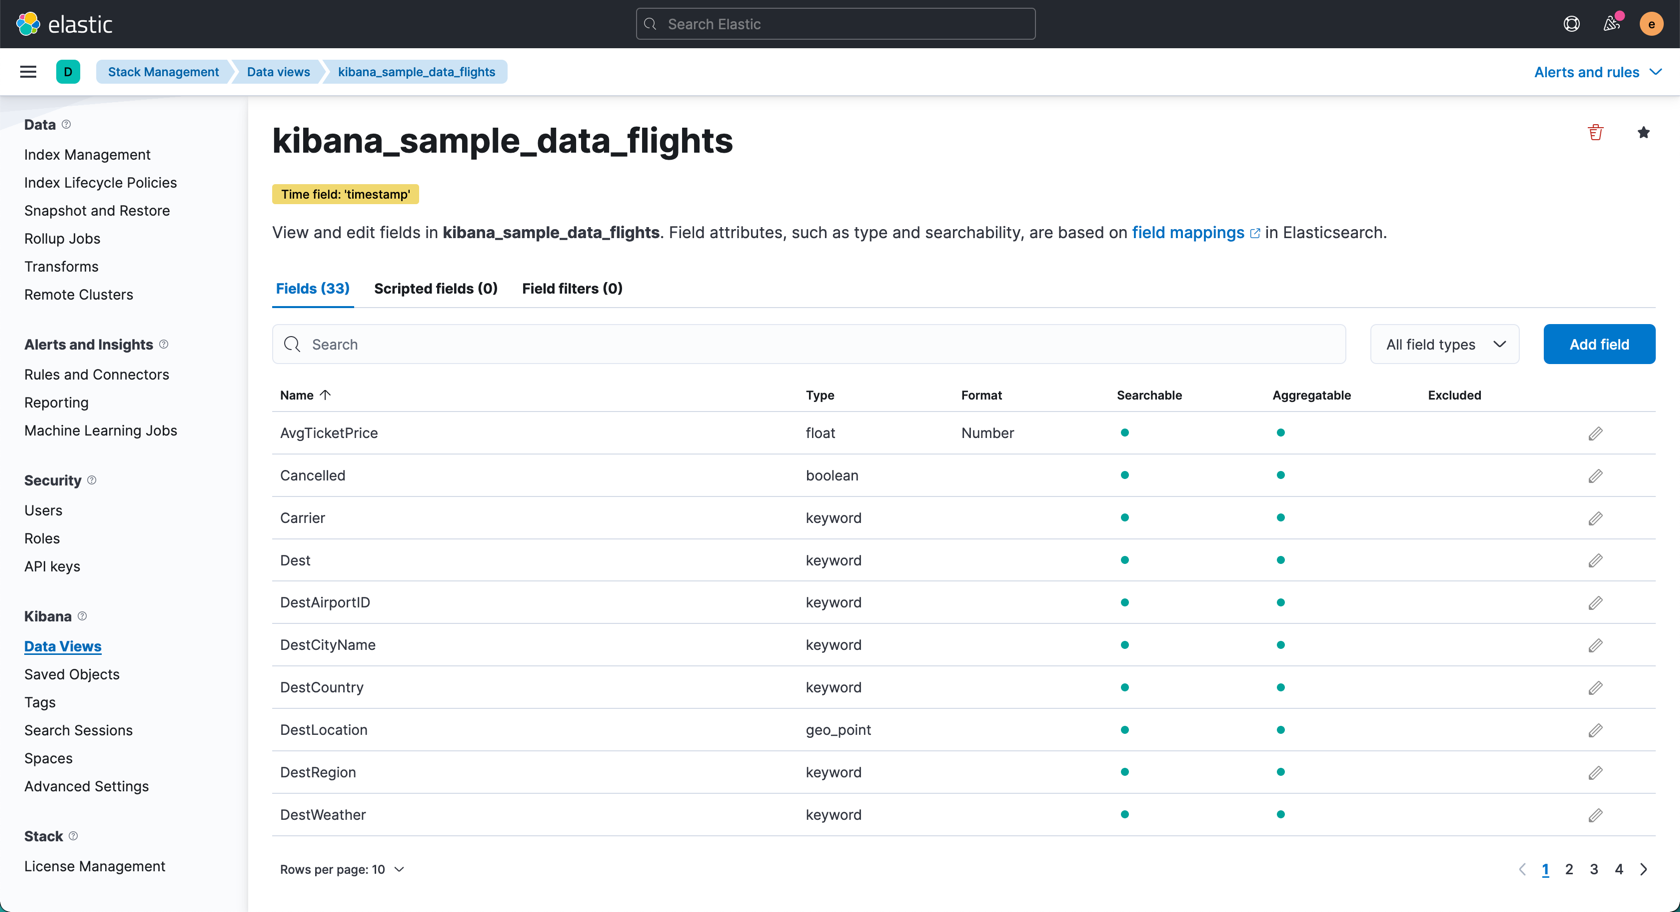 elastic
Search Elastic
e
D
Stack Management
Data views
kibana_sample_data_flights
Alerts and rules
Data
Index Management
Index Lifecycle Policies
Snapshot and Restore
Rollup Jobs
Transforms
Remote Clusters
Alerts and Insights
Rules and Connectors
Reporting
Machine Learning Jobs
Security
Users
Roles
API keys
Kibana
Data Views
Saved Objects
Tags
Search Sessions
Spaces
Advanced Settings
Stack
License Management
kibana_sample_data_flights
Time field: 'timestamp'
View and edit fields in kibana_sample_data_flights. Field attributes, such as type and searchability, are based on field mappings in Elasticsearch.
Fields (33) Scripted fields (0) Field filters (0)
Search All field types Add field
Name Type Format Searchable Aggregatable Excluded
AvgTicketPrice float Number
Cancelled boolean
Carrier keyword
Dest keyword
DestAirportID keyword
DestCityName keyword
DestCountry keyword
DestLocation geo_point
DestRegion keyword
DestWeather keyword
Rows per page: 10 1 2 3 4